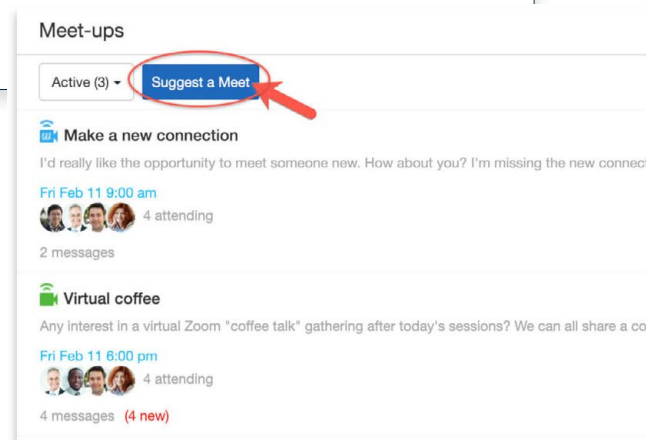 Meet-ups
Active (3)
Suggest a Meet
Make a new connection
I'd really like the opportunity to meet someone new. How about you? I'm missing the new connect
Fri Feb 11 9:00 am
4 attending
2 messages
Virtual coffee
Any interest in a virtual Zoom "coffee talk" gathering after today's sessions? We can all share a co
Fri Feb 11 6:00 pm
4 attending
4 messages (4 new)